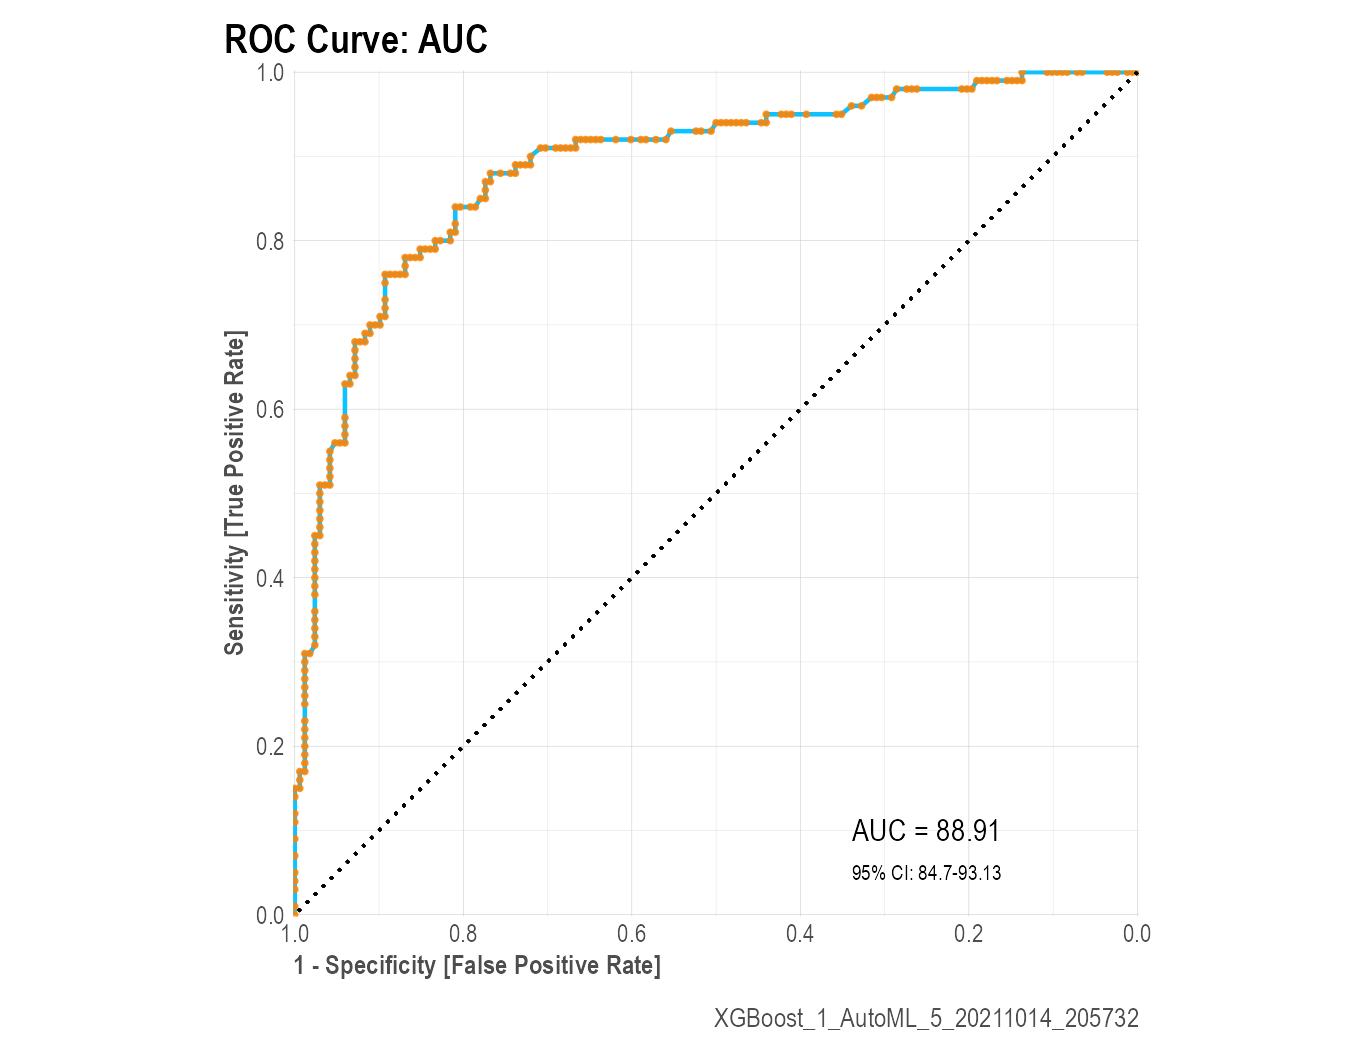 ROC Curve: AUC
1.0
0.8
0.6
0.4
0.2
0.0
Sensitivity [True Positive Rate]
AUC = 88.91
95% CI: 84.7-93.13
1.0 0.8 0.6 0.4 0.2 0.0
1 - Specificity [False Positive Rate]
XGBoost_1_AutoML_5_20211014_205732